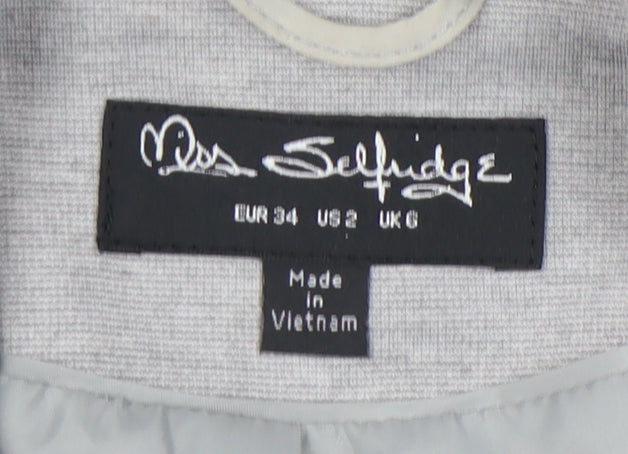 Miss Selfridge
EUR 34 US 2 UK 6
Made
in
Vietnam